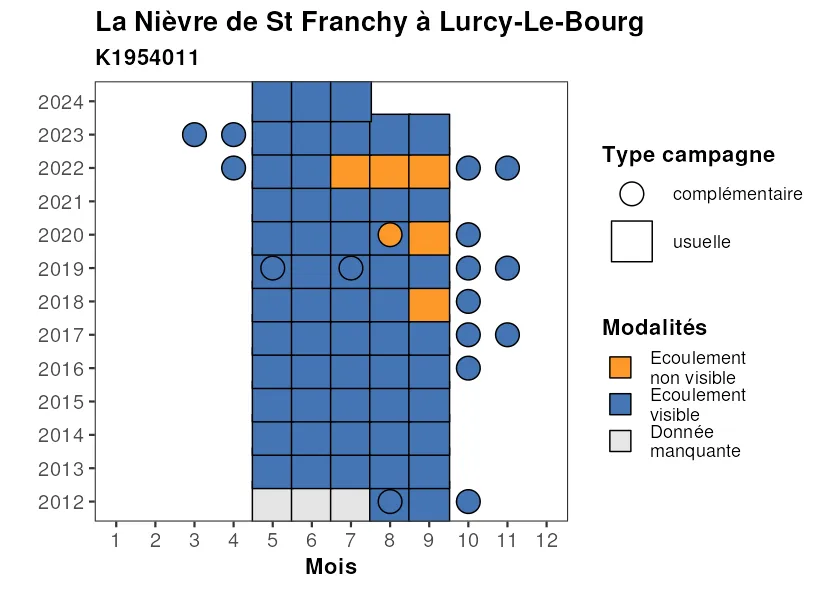 La Nièvre de St Franchy à Lurcy-Le-Bourg
K1954011
2024
2023
2022
2021
2020
2019
2018
2017
2016
2015
2014
2013
2012
1 2 3 4 5 6 7 8 9 10 11 12
Mois
Type campagne
complémentaire
usuelle
Modalités
Ecoulement
non visible
Ecoulement
visible
Donnée
manquante